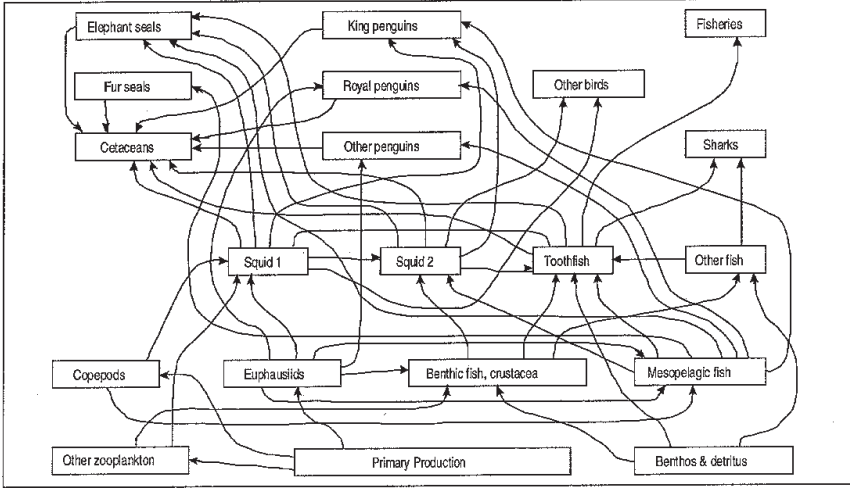 Elephant seals
King penguins
Fisheries
Fur seals
Royal penguins
Other birds
Cetaceans
Other penguins
Sharks
Squid 1
Squid 2
Toothfish
Other fish
Copepods
Euphausiids
Benthic fish, crustacea
Mesopelagic fish
Other zooplankton
Primary Production
Benthos & detritus